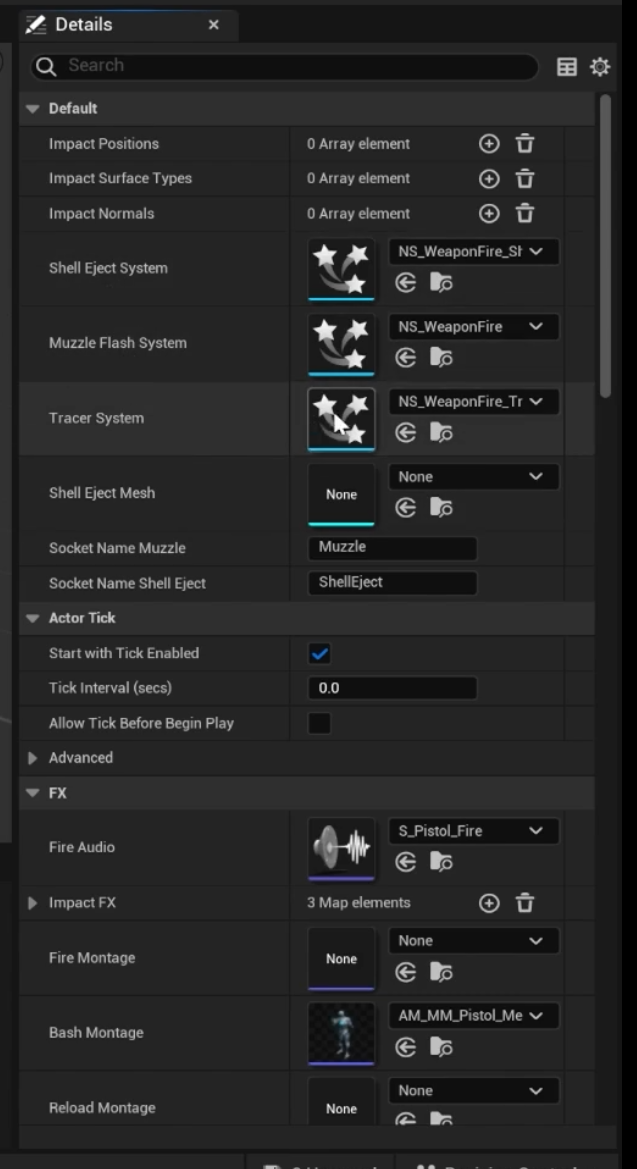 Details
Search
Default
Impact Positions 0 Array element
Impact Surface Types 0 Array element
Impact Normals 0 Array element
Shell Eject System NS_WeaponFire_Sh
Muzzle Flash System NS_WeaponFire
Tracer System NS_WeaponFire_Tr
Shell Eject Mesh None None
Socket Name Muzzle Muzzle
Socket Name Shell Eject ShellEject
Actor Tick
Start with Tick Enabled
Tick Interval (secs) 0.0
Allow Tick Before Begin Play
Advanced
FX
Fire Audio S_Pistol_Fire
Impact FX 3 Map elements
Fire Montage None None
Bash Montage AM_MM_Pistol_Me
Reload Montage None None